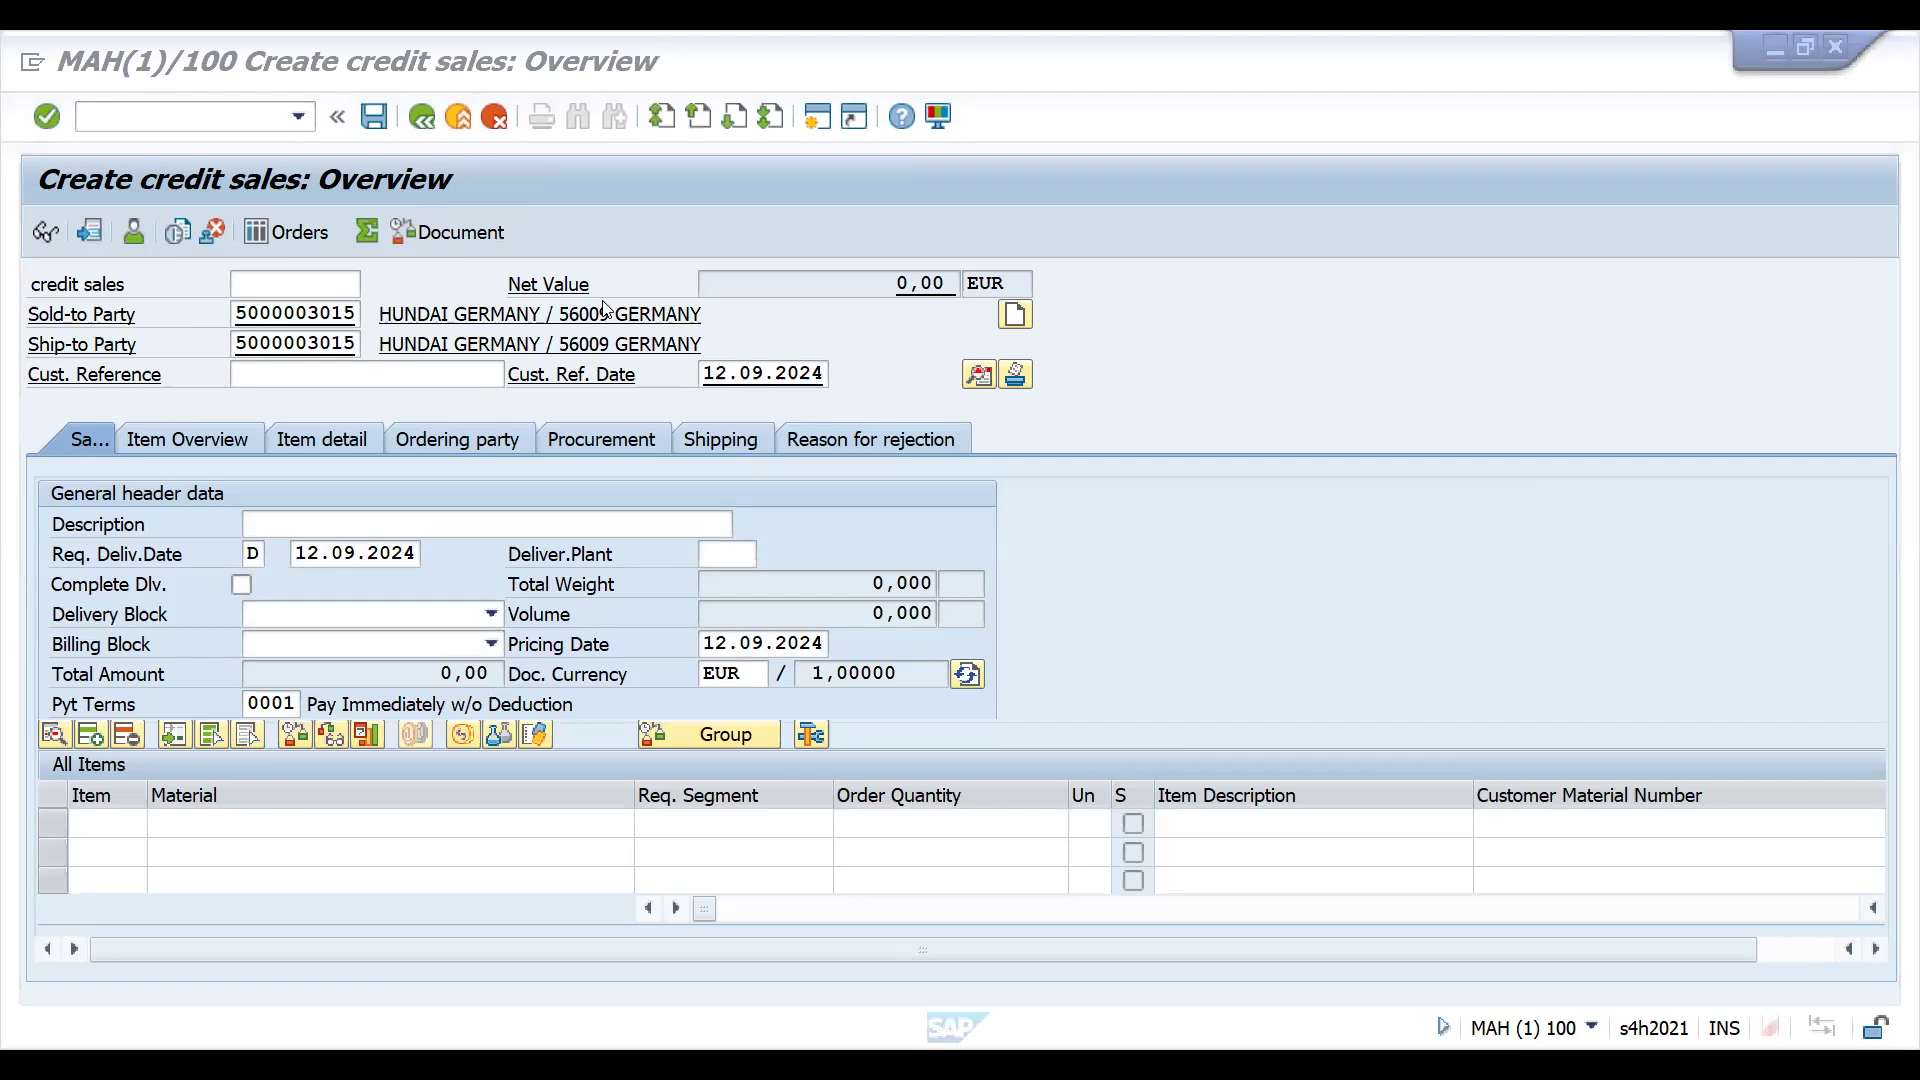 MAH(1)/100 Create credit sales: Overview
Create credit sales: Overview
Orders Document
credit sales Net Value 0,00 EUR
Sold-to Party 5000003015 HUNDAI GERMANY / 56009 GERMANY
Ship-to Party 5000003015 HUNDAI GERMANY / 56009 GERMANY
Cust. Reference Cust. Ref. Date 12.09.2024
Sa... Item Overview Item detail Ordering party Procurement Shipping Reason for rejection
General header data
Description
Req. Deliv.Date D 12.09.2024 Deliver.Plant
Complete Dlv. Total Weight 0,000
Delivery Block Volume 0,000
Billing Block Pricing Date 12.09.2024
Total Amount 0,00 Doc. Currency EUR / 1,00000
Pyt Terms 0001 Pay Immediately w/o Deduction
Group
All Items
Item Material Req. Segment Order Quantity Un S Item Description Customer Material Number
SAP MAH (1) 100 s4h2021 INS